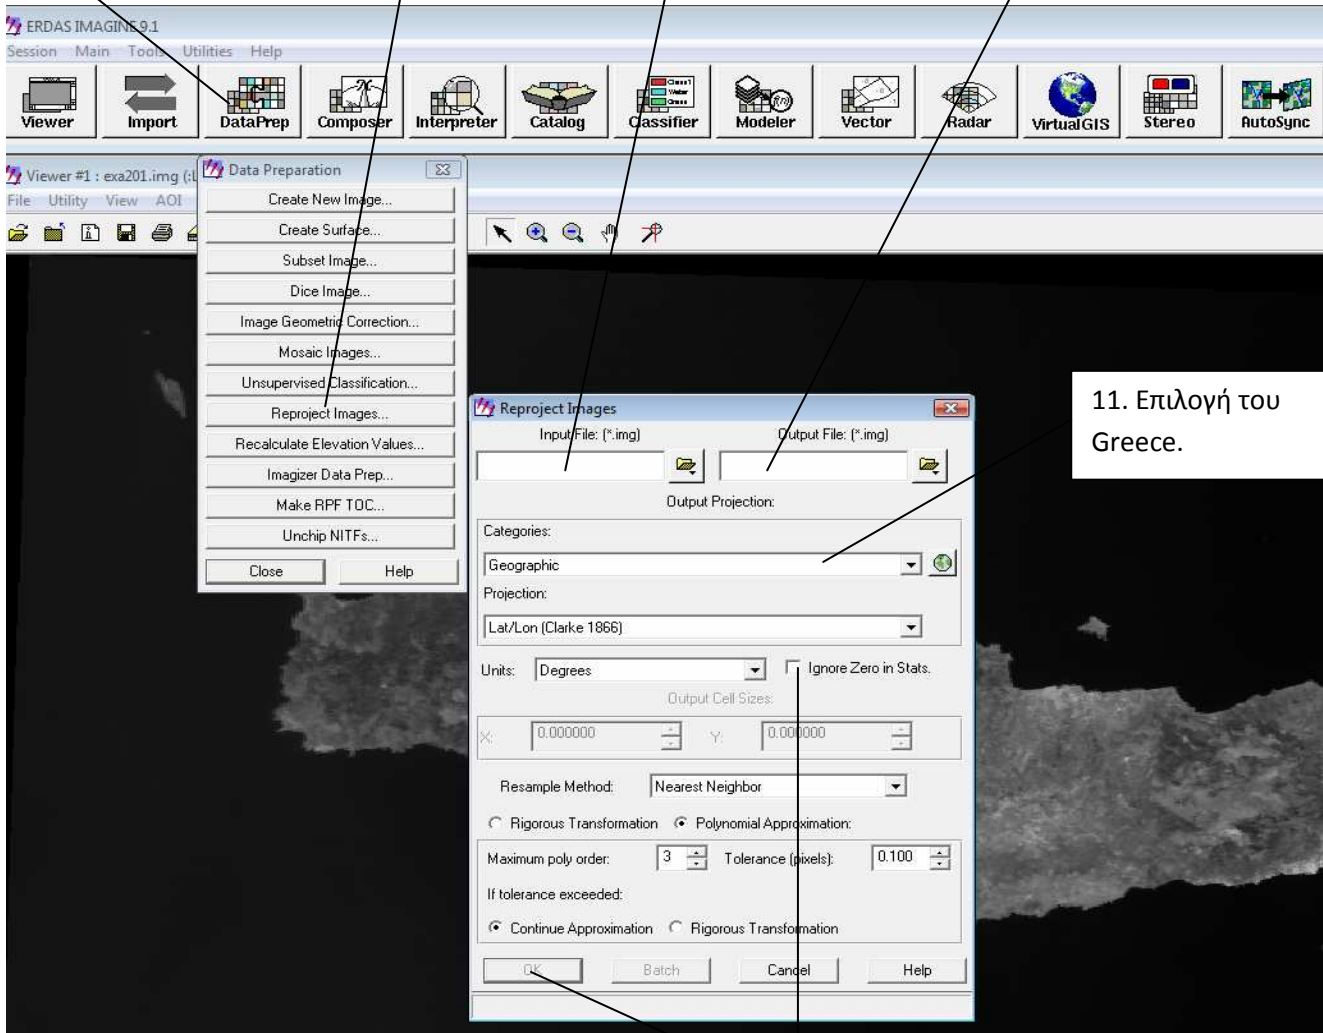 ERDAS IMAGINE 9.1
Session Main Tools Utilities Help
Viewer Import DataPrep Composer Interpreter Catalog Classifier Modeler Vector Radar VirtualGIS Stereo AutoSync
Viewer #1 : exa201.img (:L
File Utility View AOI
Data Preparation
Create New Image...
Create Surface...
Subset Image...
Dice Image...
Image Geometric Correction...
Mosaic Images...
Unsupervised Classification...
Reproject Images...
Recalculate Elevation Values...
Imagizer Data Prep...
Make RPF TOC...
Unchip NITFs...
Close Help
Reproject Images
Input File: (*.img) Output File: (*.img)
Output Projection:
Categories:
Geographic
Projection:
Lat/Lon (Clarke 1866)
Units: Degrees Ignore Zero in Stats.
Output Cell Sizes:
X: 0.000000 Y: 0.000000
Resample Method: Nearest Neighbor
Rigorous Transformation Polynomial Approximation:
Maximum poly order: 3 Tolerance (pixels): 0.100
If tolerance exceeded:
Continue Approximation Rigorous Transformation
OK Batch Cancel Help
11. Επιλογή του
Greece.